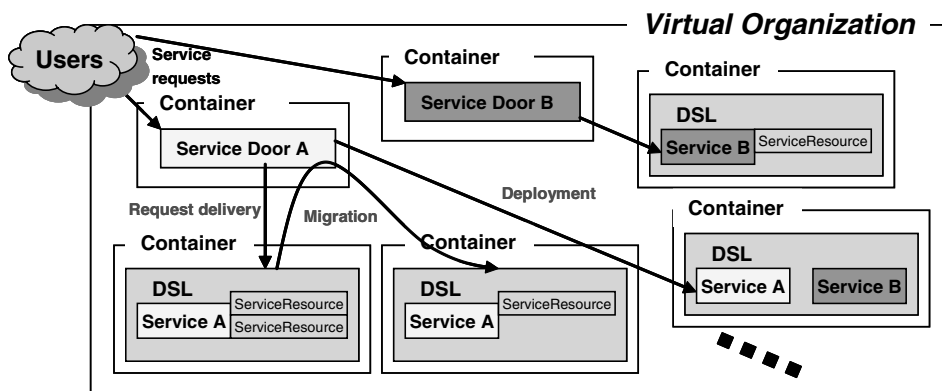 Virtual Organization
Users
Service
requests
Container
Service Door A
Container
Service Door B
Container
DSL
Service B
ServiceResource
Request delivery
Migration
Deployment
Container
DSL
Service A
ServiceResource
ServiceResource
Container
DSL
Service A
ServiceResource
Container
DSL
Service A
Service B